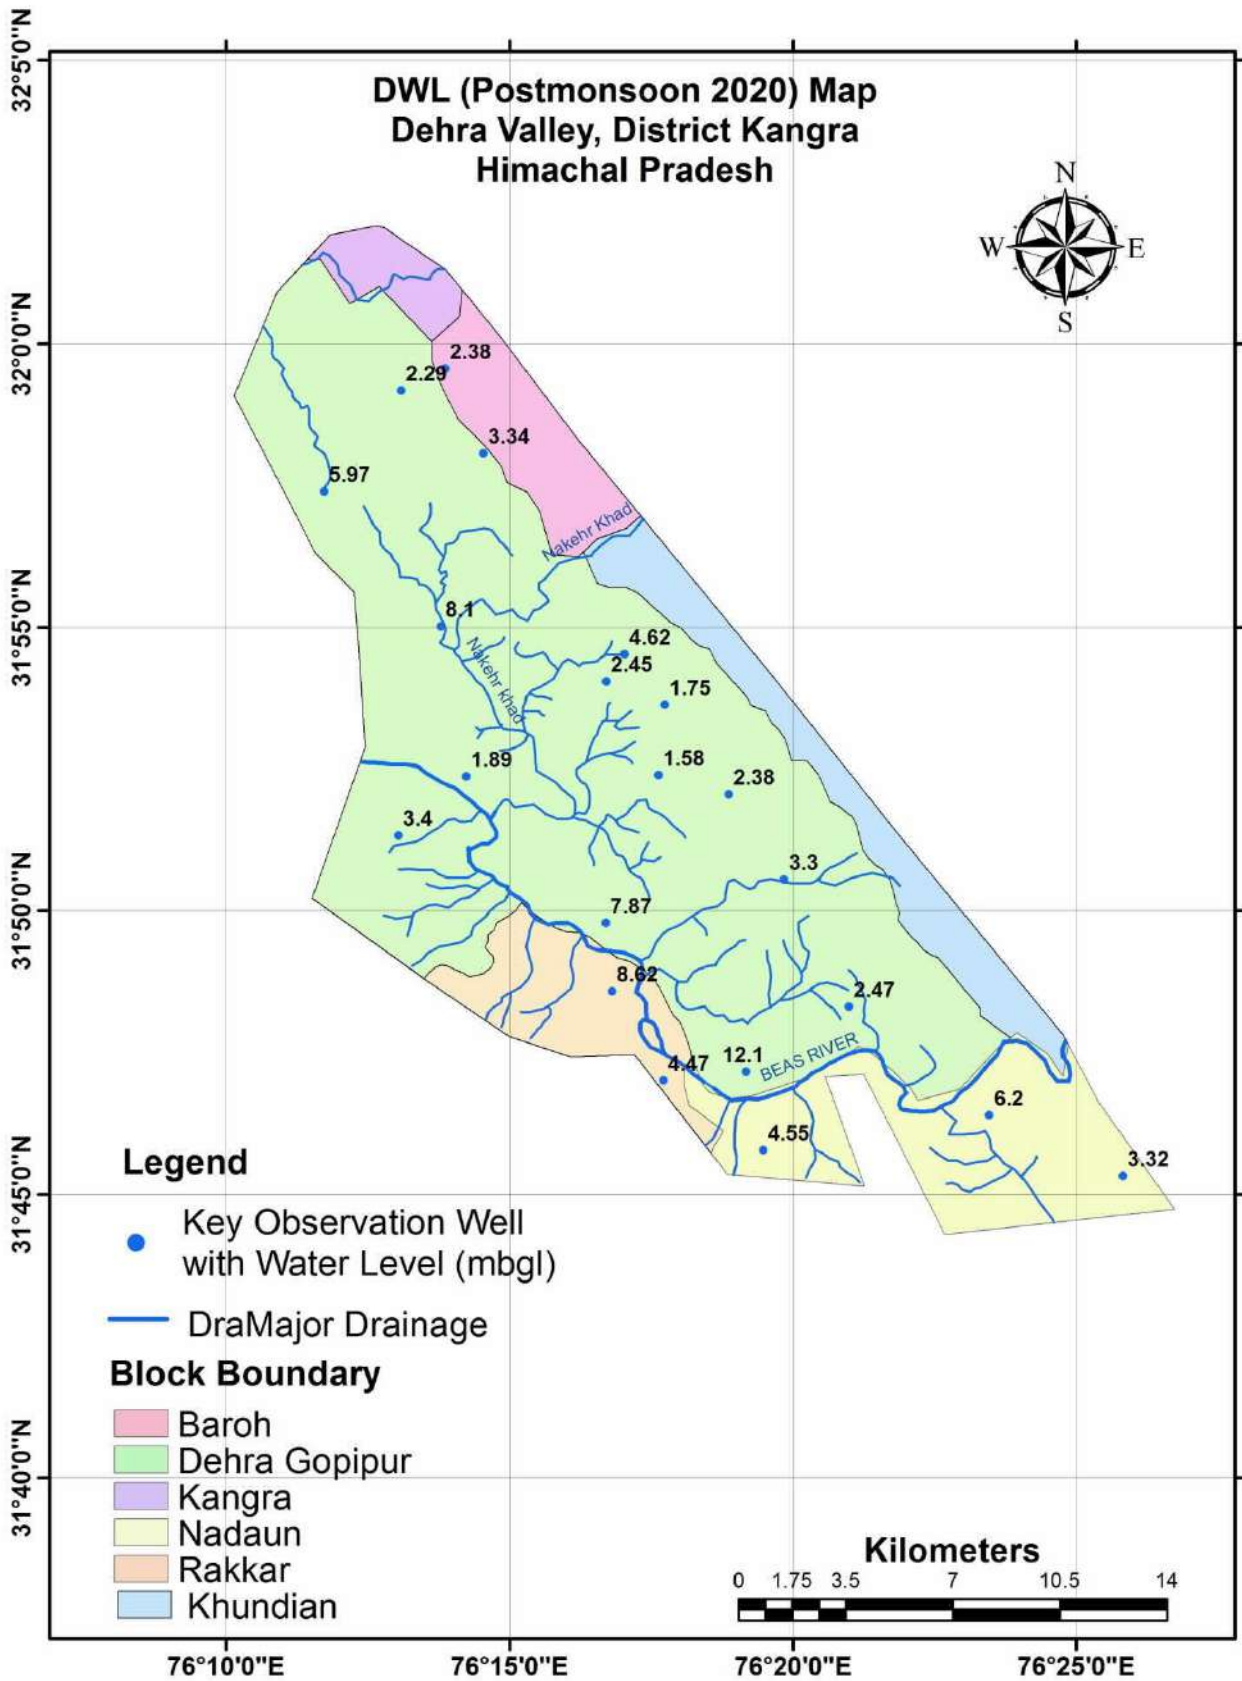 DWL (Postmonsoon 2020) Map
Dehra Valley, District Kangra
Himachal Pradesh
N
W E
S
32°5'0"N
32°0'0"N
31°55'0"N
31°50'0"N
31°45'0"N
31°40'0"N
2.38
2.29
3.34
5.97
Nakehr Khad
8.1
4.62
Nakehr khad
2.45
1.75
1.89
1.58
2.38
3.4
3.3
7.87
8.62
2.47
12.1
BEAS RIVER
4.47
6.2
4.55
3.32
Legend
Key Observation Well
with Water Level (mbgl)
DraMajor Drainage
Block Boundary
Baroh
Dehra Gopipur
Kangra
Nadaun
Rakkar
Khundian
Kilometers
0 1.75 3.5 7 10.5 14
76°10'0"E 76°15'0"E 76°20'0"E 76°25'0"E